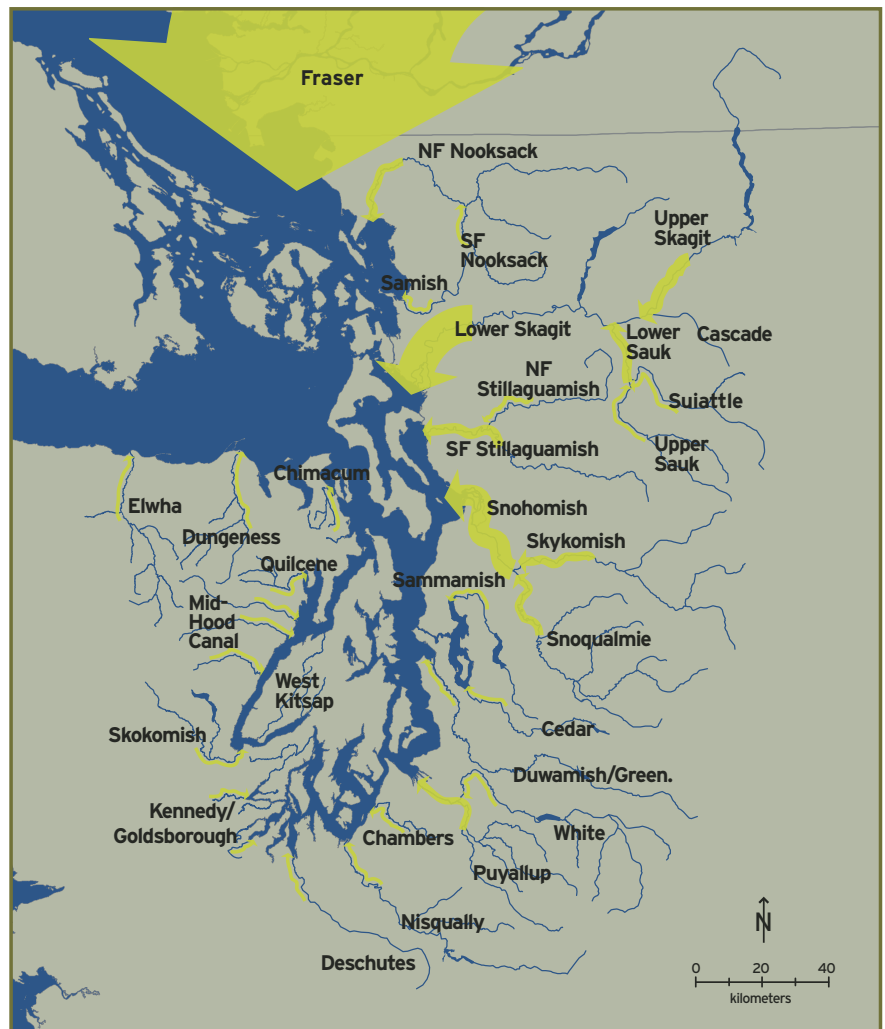 Fraser
NF Nooksack
Upper
Skagit
SF
Nooksack
Samish
Lower Skagit
Lower
Sauk
Cascade
NF
Stillaguamish
Suiattle
SF Stillaguamish
Upper
Sauk
Chimacum
Elwha
Snohomish
Dungeness
Skykomish
Quilcene
Sammamish
Mid-
Hood
Canal
Snoqualmie
West
Kitsap
Skokomish
Cedar
Duwamish/Green.
Kennedy/
Goldsborough
Chambers
White
Puyallup
Nisqually
Deschutes
N
0 20 40
kilometers